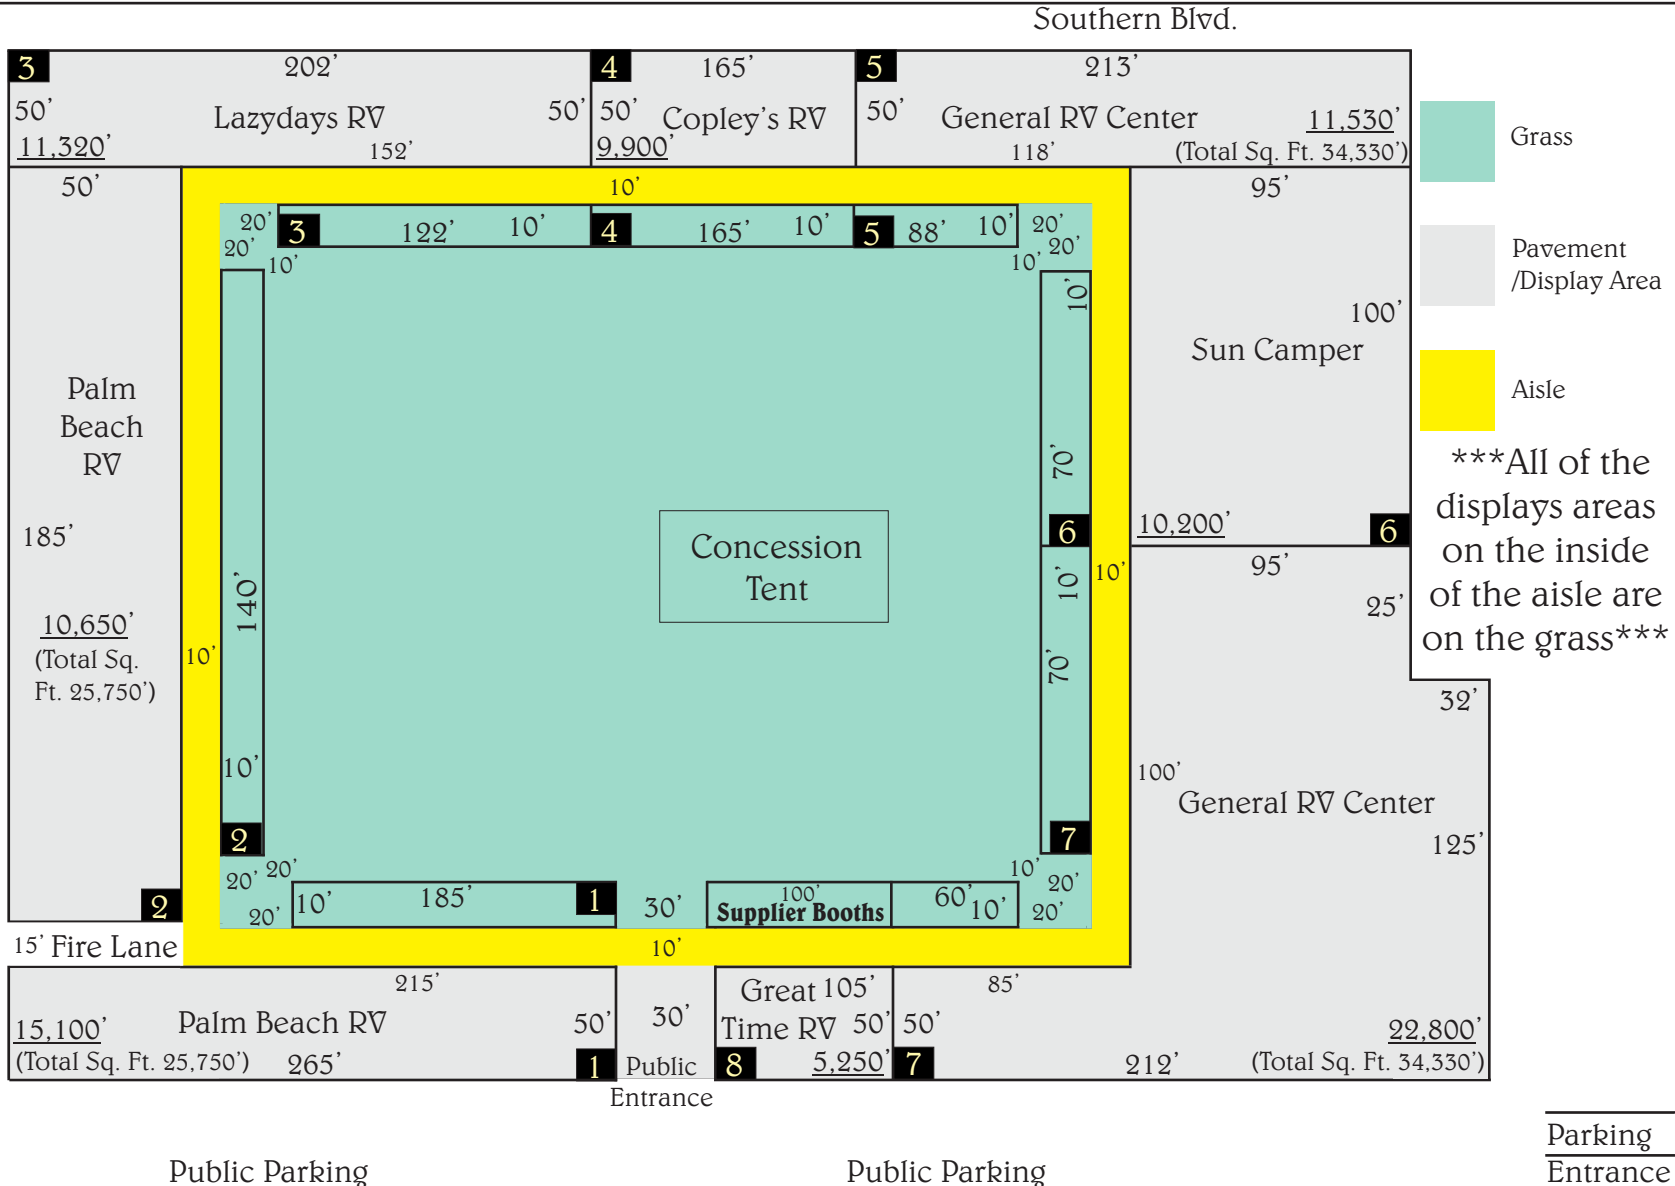 Southern Blvd.
3 202' 4 165' 5 213'
50' Lazydays RV 50' 50' Copley's RV 50' General RV Center 11,530'
11,320' 152' 9,900' 118' (Total Sq. Ft. 34,330')
Grass
50' 10' 95'
20' 3 122' 10' 4 165' 10' 5 88' 10' 20'
20' 10' 10' 20'
Pavement
/Display Area
10' 100'
Sun Camper
Palm
Beach
RV
Aisle
***All of the
displays areas
on the inside
of the aisle are
on the grass***
70'
185' 6 10,200' 6
Concession
Tent
140' 10' 10' 95'
25'
10,650'
(Total Sq.
Ft. 25,750')
10' 70'
32'
10' 100'
General RV Center
2 7 125'
20' 20' 10' 20'
2 20' 10' 185' 1 30' 100' 60' 10' 20'
Supplier Booths
15' Fire Lane 10'
215' Great 105' 85'
15,100' Palm Beach RV 50' 30' Time RV 50' 50' 22,800'
(Total Sq. Ft. 25,750') 265' 1 Public 8 5,250' 7 212' (Total Sq. Ft. 34,330')
Entrance
Parking
Public Parking Public Parking Entrance